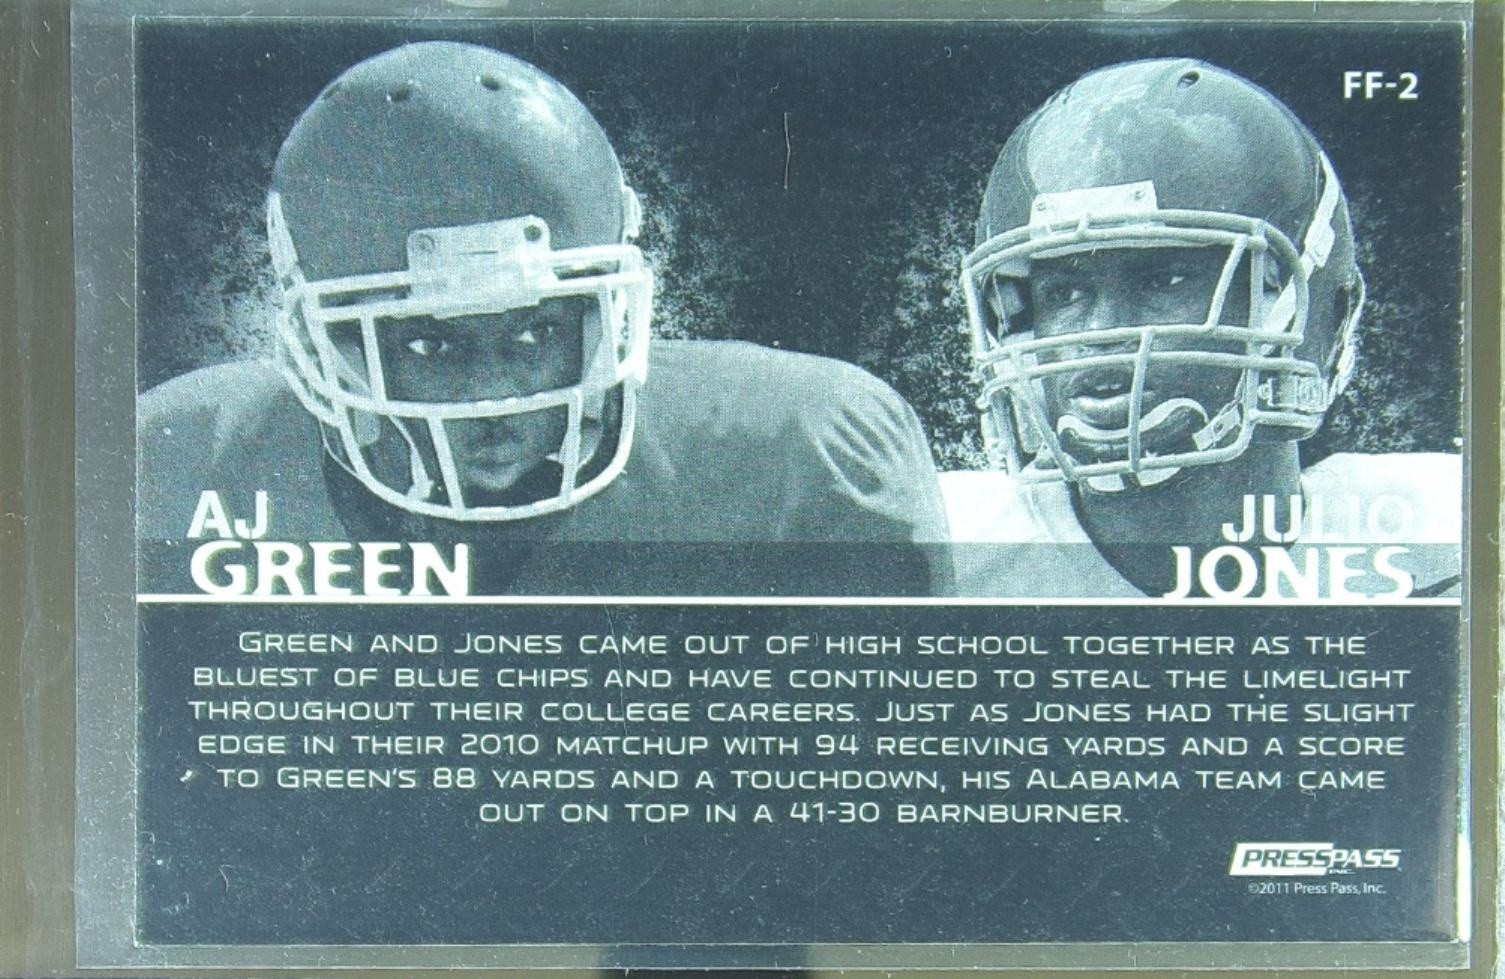 FF-2
AJ
GREEN
JULIO
JONES
GREEN AND JONES CAME OUT OF HIGH SCHOOL TOGETHER AS THE
BLUEST OF BLUE CHIPS AND HAVE CONTINUED TO STEAL THE LIMELIGHT
THROUGHOUT THEIR COLLEGE CAREERS. JUST AS JONES HAD THE SLIGHT
EDGE IN THEIR 2010 MATCHUP WITH 94 RECEIVING YARDS AND A SCORE
TO GREEN'S 88 YARDS AND A TOUCHDOWN, HIS ALABAMA TEAM CAME
OUT ON TOP IN A 41-30 BARNBURNER.
PRESSPASS
INC.
©2011 Press Pass, Inc.